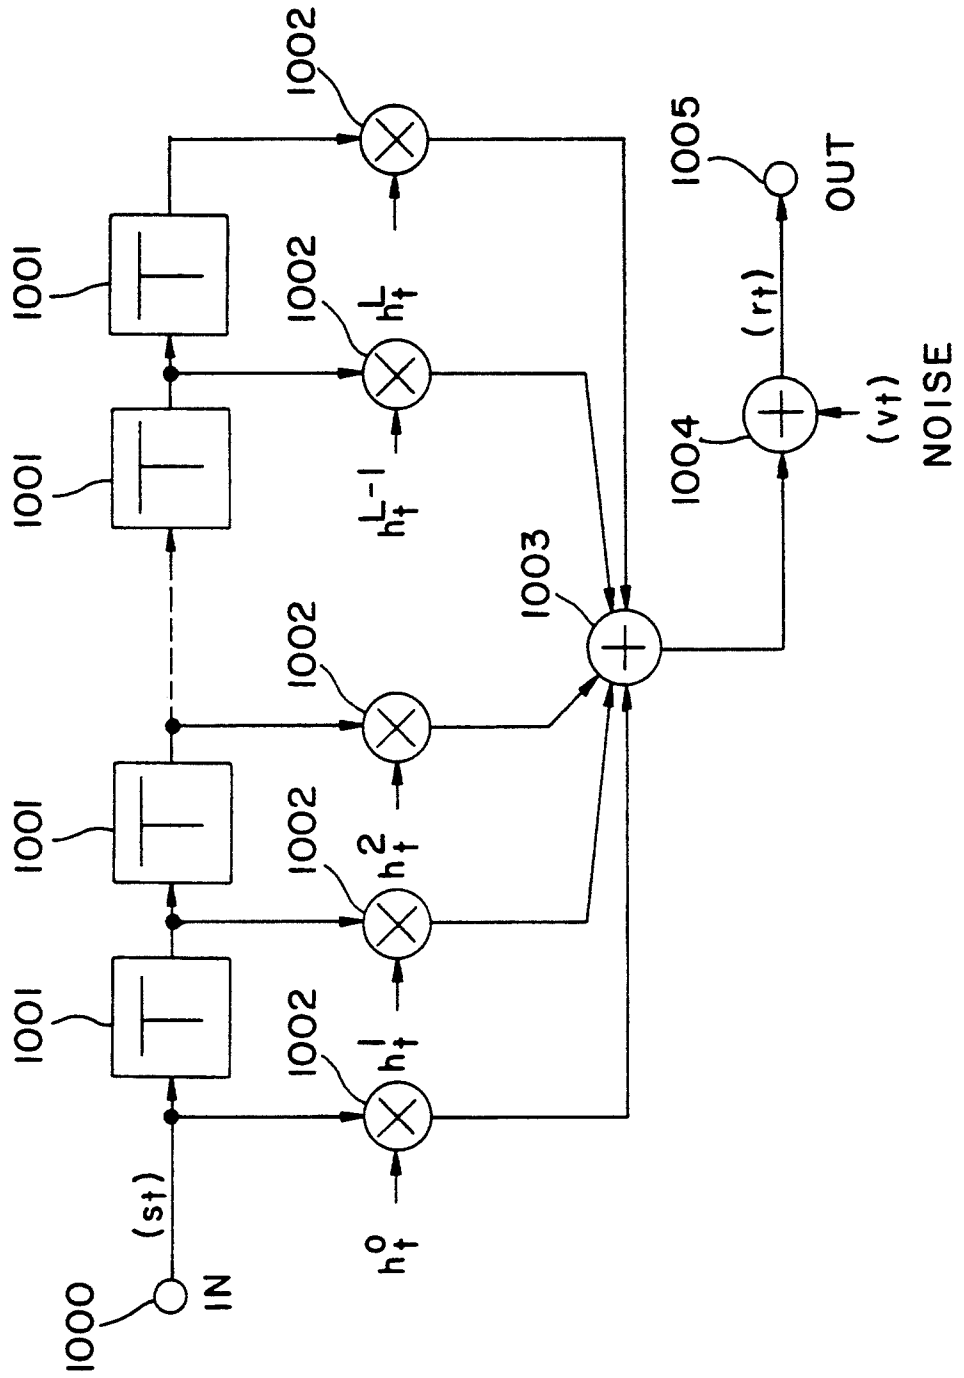 1001 1001 1001 1001
T T T T
1000
(st)
IN
1002 1002 1002 1002 1002
h⁰t h¹t h²t hᴸ⁻¹t hᴸt
1003
+
1004 1005
+
(rt)
OUT
(vt)
NOISE